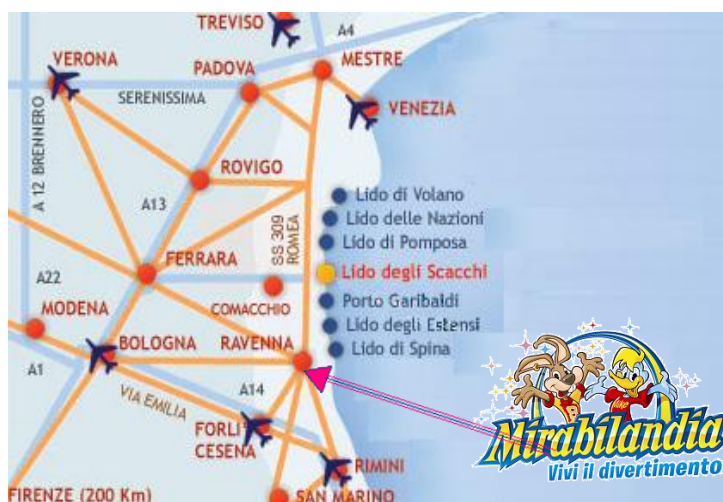 TREVISO
A4
VERONA
MESTRE
PADOVA
SERENISSIMA
VENEZIA
A 12 BRENNERO
ROVIGO
Lido di Volano
A13
Lido delle Nazioni
SS 309
ROMEA
Lido di Pomposa
FERRARA
Lido degli Scacchi
A22
COMACCHIO
Porto Garibaldi
MODENA
Lido degli Estensi
BOLOGNA
RAVENNA
Lido di Spina
A1
A14
VIA EMILIA
FORLI'
CESENA
Mirabilandia
Vivi il divertimento
RIMINI
FIRENZE (200 Km)
SAN MARINO